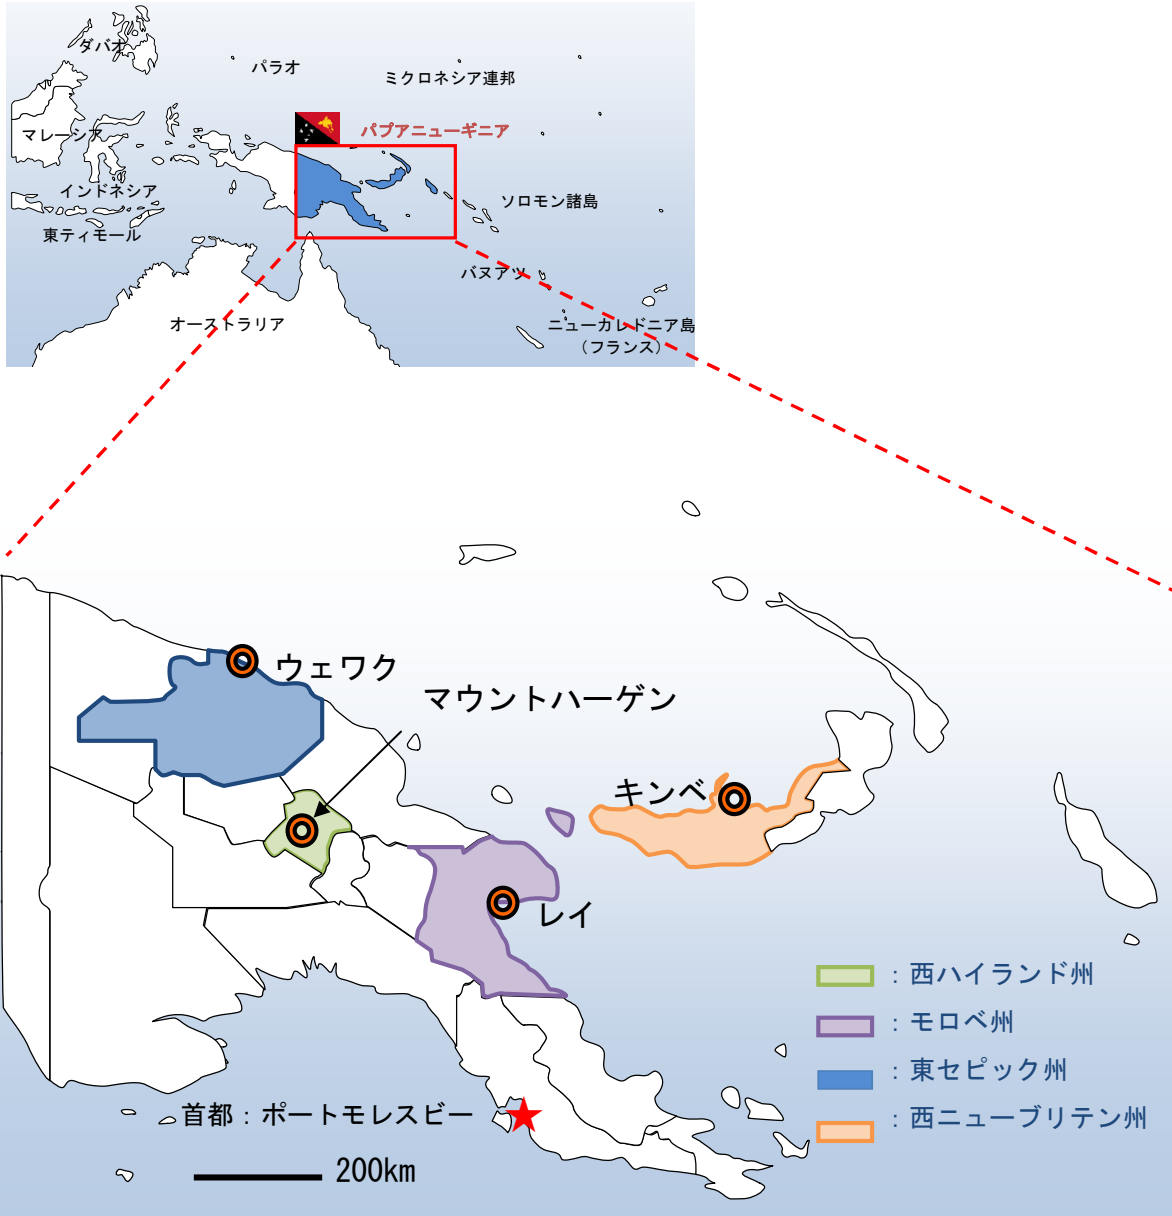 ダバオ
パラオ
ミクロネシア連邦
マレーシア
パプアニューギニア
インドネシア
ソロモン諸島
東ティモール
バヌアツ
オーストラリア
ニューカレドニア島
（フランス）
ウェワク
マウントハーゲン
キンベ
レイ
：西ハイランド州
：モロベ州
：東セピック州
：西ニューブリテン州
首都：ポートモレスビー
200km